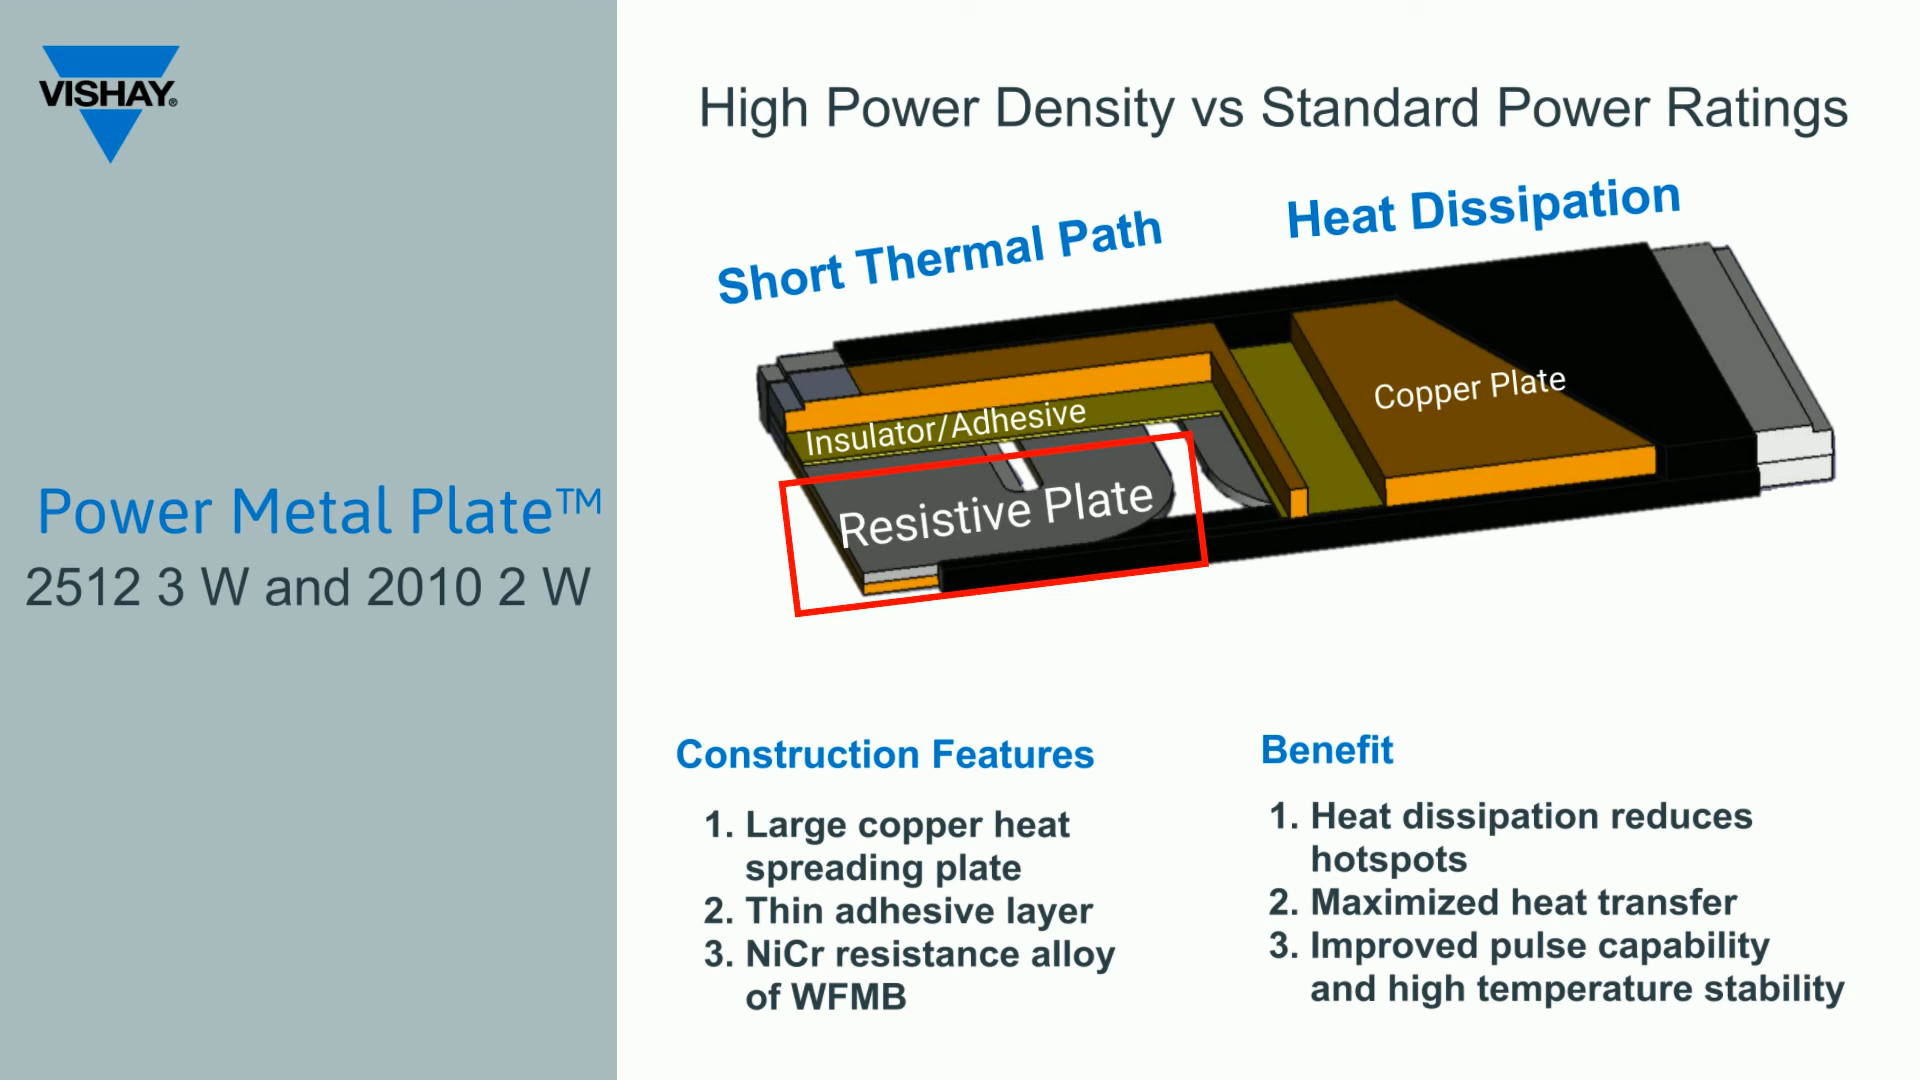 VISHAY®
Power Metal Plate™
2512 3 W and 2010 2 W
High Power Density vs Standard Power Ratings
Short Thermal Path
Heat Dissipation
Insulator/Adhesive
Copper Plate
Resistive Plate
Construction Features
1. Large copper heat
spreading plate
2. Thin adhesive layer
3. NiCr resistance alloy
of WFMB
Benefit
1. Heat dissipation reduces
hotspots
2. Maximized heat transfer
3. Improved pulse capability
and high temperature stability